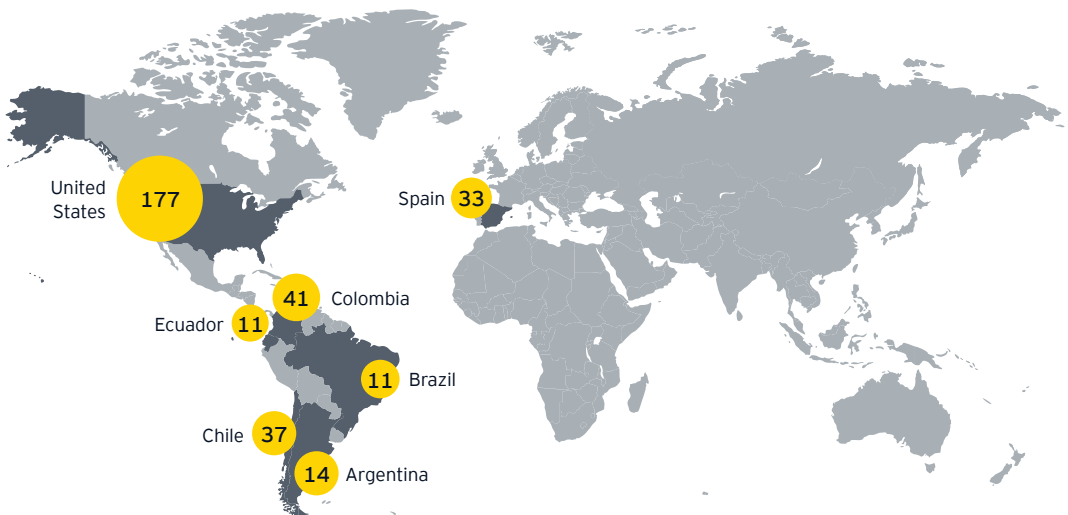 United
States
177
Spain
33
41
Colombia
Ecuador
11
11
Brazil
Chile
37
14
Argentina